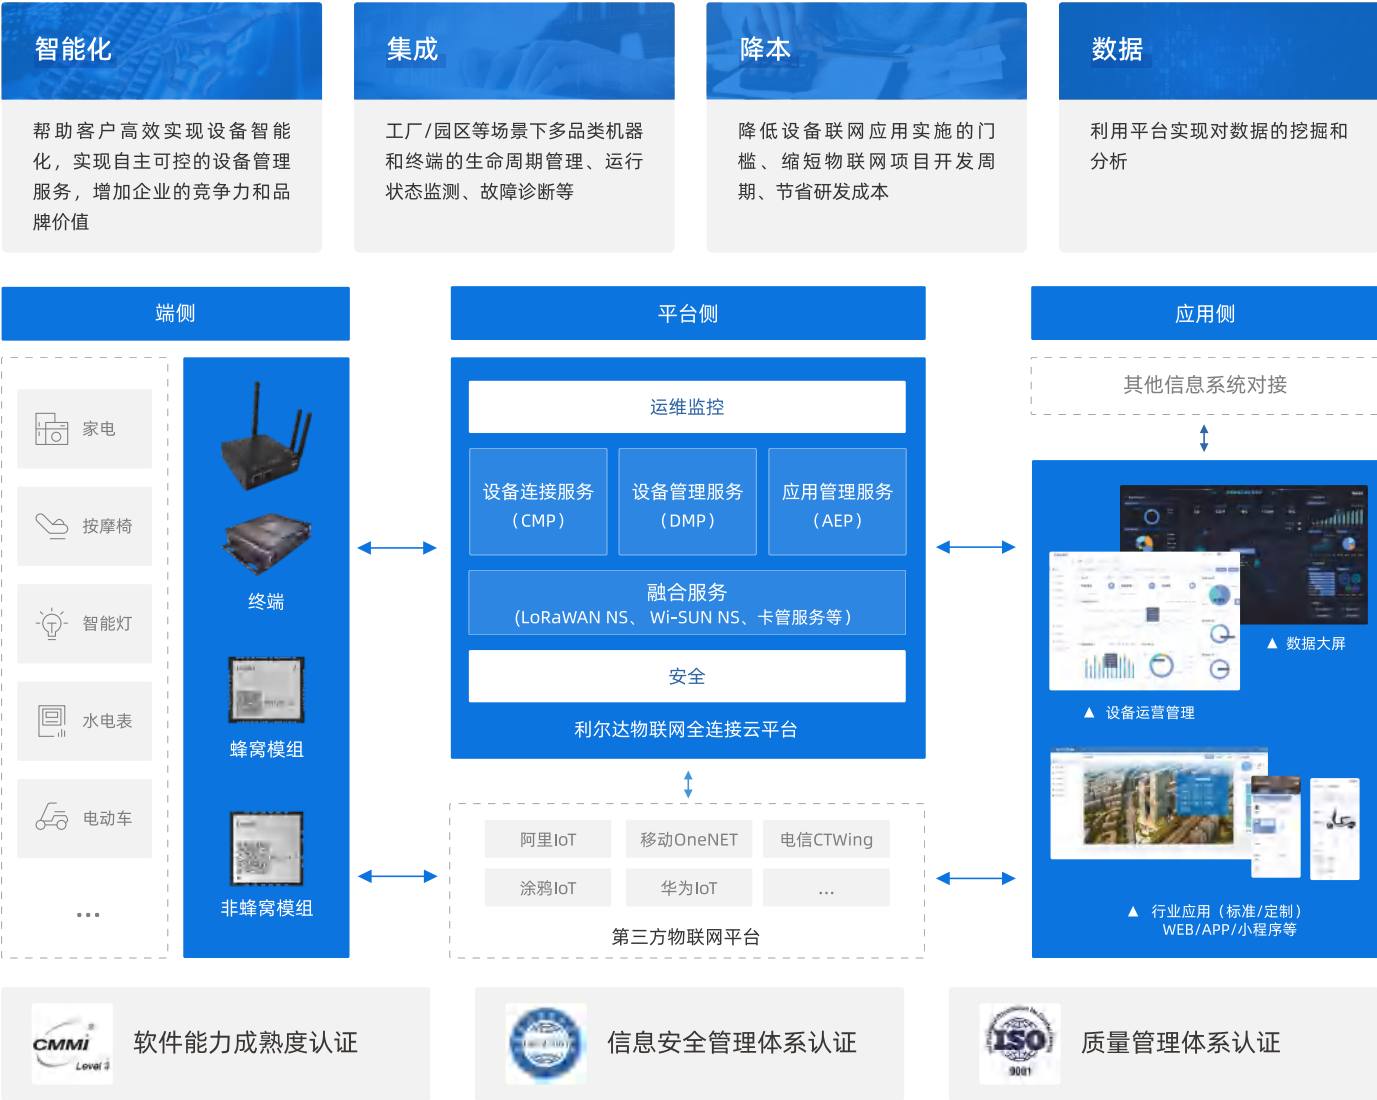 智能化
帮助客户高效实现设备智能
化，实现自主可控的设备管理
服务，增加企业的竞争力和品
牌价值
集成
工厂/园区等场景下多品类机器
和终端的生命周期管理、运行
状态监测、故障诊断等
降本
降低设备联网应用实施的门
槛、缩短物联网项目开发周
期、节省研发成本
数据
利用平台实现对数据的挖掘和
分析
端侧
家电
按摩椅
智能灯
水电表
电动车
...
终端
蜂窝模组
非蜂窝模组
平台侧
运维监控
设备连接服务
（CMP）
设备管理服务
（DMP）
应用管理服务
（AEP）
融合服务
(LoRaWAN NS、 Wi-SUN NS、卡管服务等）
安全
利尔达物联网全连接云平台
阿里IoT
移动OneNET
电信CTWing
涂鸦IoT
华为IoT
...
第三方物联网平台
应用侧
其他信息系统对接
▲ 数据大屏
▲ 设备运营管理
▲ 行业应用（标准/定制）
WEB/APP/小程序等
CMMI
Level 3
软件能力成熟度认证
信息安全管理体系认证
ISO
9001
质量管理体系认证